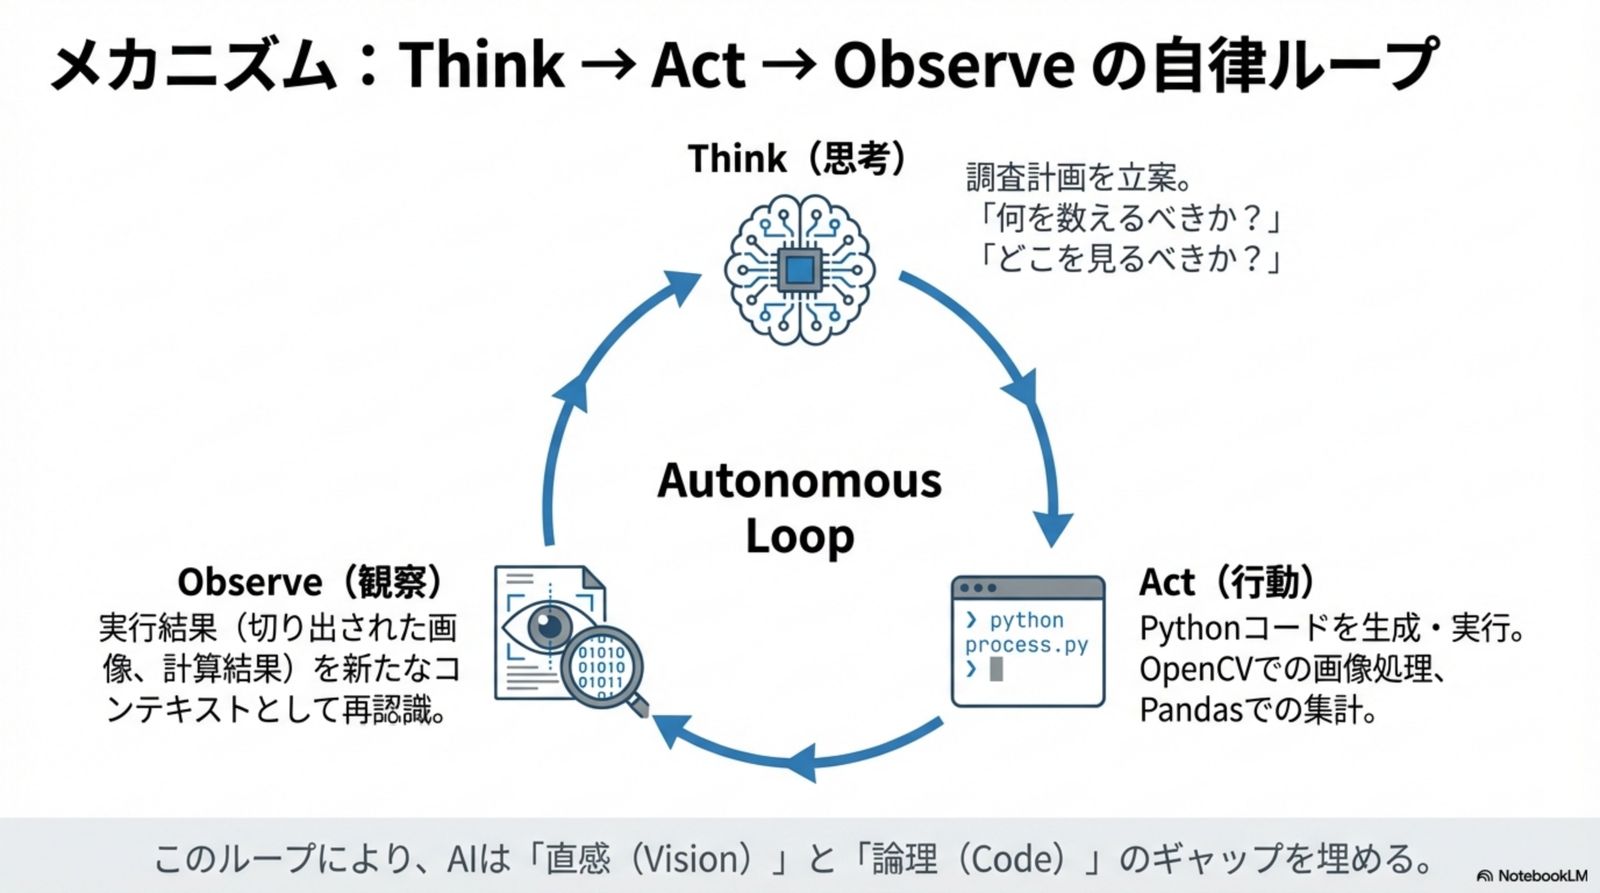 メカニズム：Think → Act → Observe の自律ループ
Think（思考）
調査計画を立案。
「何を数えるべきか？」
「どこを見るべきか？」
Autonomous
Loop
Act（行動）
Pythonコードを生成・実行。
OpenCVでの画像処理、
Pandasでの集計。
❯ python
process.py
❯
Observe（観察）
実行結果（切り出された画
像、計算結果）を新たなコ
ンテキストとして再認識。
01010
01010
01011
このループにより、AIは「直感（Vision）」と「論理（Code）」のギャップを埋める。
NotebookLM